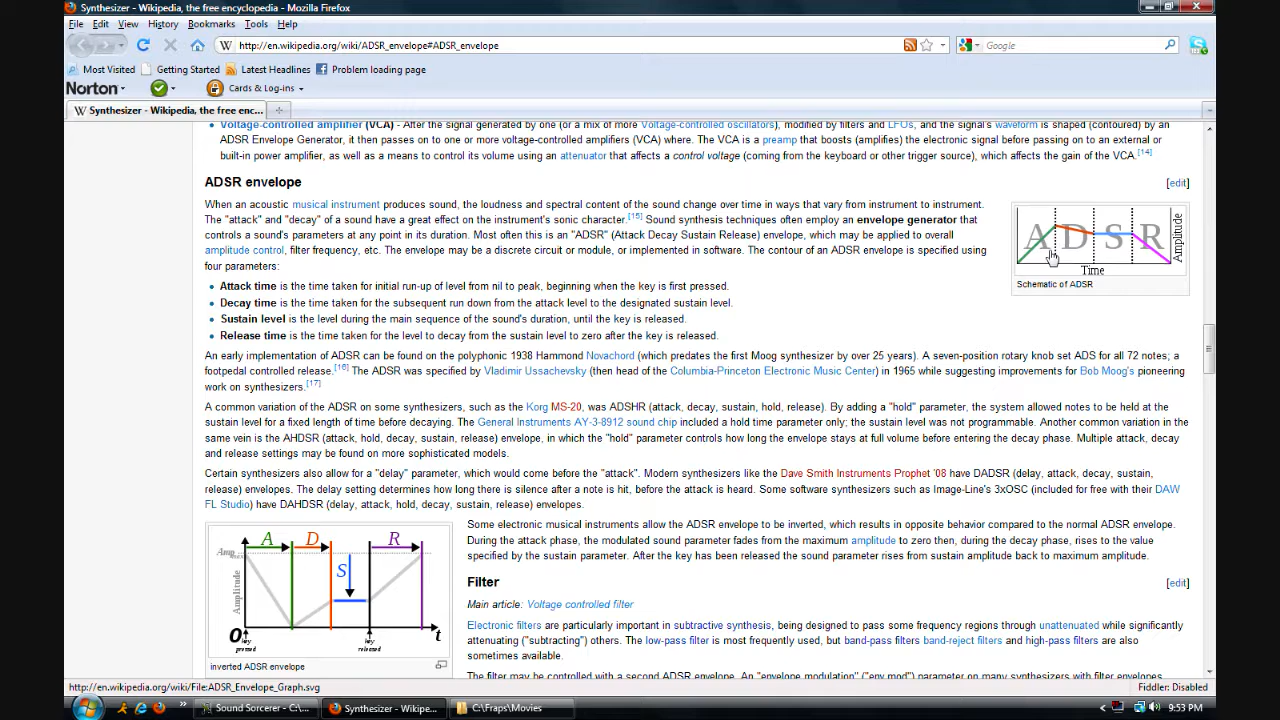 Synthesizer - Wikipedia, the free encyclopedia - Mozilla Firefox
File Edit View History Bookmarks Tools Help
http://en.wikipedia.org/wiki/ADSR_envelope#ADSR_envelope
Google
Most Visited Getting Started Latest Headlines Problem loading page
Norton Cards & Log-ins
W Synthesizer - Wikipedia, the free enc...
Voltage-controlled amplifier (VCA) - After the signal generated by one (or a mix of more Voltage-controlled oscillators), modified by filters and LFOs, and the signal's waveform is shaped (contoured) by an
ADSR Envelope Generator, it then passes on to one or more voltage-controlled amplifiers (VCA) where. The VCA is a preamp that boosts (amplifies) the electronic signal before passing on to an external or
built-in power amplifier, as well as a means to control its volume using an attenuator that affects a control voltage (coming from the keyboard or other trigger source), which affects the gain of the VCA.[14]
ADSR envelope [edit]
When an acoustic musical instrument produces sound, the loudness and spectral content of the sound change over time in ways that vary from instrument to instrument.
The "attack" and "decay" of a sound have a great effect on the instrument's sonic character.[15] Sound synthesis techniques often employ an envelope generator that
controls a sound's parameters at any point in its duration. Most often this is an "ADSR" (Attack Decay Sustain Release) envelope, which may be applied to overall
amplitude control, filter frequency, etc. The envelope may be a discrete circuit or module, or implemented in software. The contour of an ADSR envelope is specified using
four parameters:
A D S R
Amplitude
Time
Schematic of ADSR
• Attack time is the time taken for initial run-up of level from nil to peak, beginning when the key is first pressed.
• Decay time is the time taken for the subsequent run down from the attack level to the designated sustain level.
• Sustain level is the level during the main sequence of the sound's duration, until the key is released.
• Release time is the time taken for the level to decay from the sustain level to zero after the key is released.
An early implementation of ADSR can be found on the polyphonic 1938 Hammond Novachord (which predates the first Moog synthesizer by over 25 years). A seven-position rotary knob set ADS for all 72 notes; a
footpedal controlled release.[16] The ADSR was specified by Vladimir Ussachevsky (then head of the Columbia-Princeton Electronic Music Center) in 1965 while suggesting improvements for Bob Moog's pioneering
work on synthesizers.[17]
A common variation of the ADSR on some synthesizers, such as the Korg MS-20, was ADSHR (attack, decay, sustain, hold, release). By adding a "hold" parameter, the system allowed notes to be held at the
sustain level for a fixed length of time before decaying. The General Instruments AY-3-8912 sound chip included a hold time parameter only; the sustain level was not programmable. Another common variation in the
same vein is the AHDSR (attack, hold, decay, sustain, release) envelope, in which the "hold" parameter controls how long the envelope stays at full volume before entering the decay phase. Multiple attack, decay
and release settings may be found on more sophisticated models.
Certain synthesizers also allow for a "delay" parameter, which would come before the "attack". Modern synthesizers like the Dave Smith Instruments Prophet '08 have DADSR (delay, attack, decay, sustain,
release) envelopes. The delay setting determines how long there is silence after a note is hit, before the attack is heard. Some software synthesizers such as Image-Line's 3xOSC (included for free with their DAW
FL Studio) have DAHDSR (delay, attack, hold, decay, sustain, release) envelopes.
A D R
Amp
S
Amplitude
0 t
key pressed key released
inverted ADSR envelope
Some electronic musical instruments allow the ADSR envelope to be inverted, which results in opposite behavior compared to the normal ADSR envelope.
During the attack phase, the modulated sound parameter fades from the maximum amplitude to zero then, during the decay phase, rises to the value
specified by the sustain parameter. After the key has been released the sound parameter rises from sustain amplitude back to maximum amplitude.
Filter [edit]
Main article: Voltage controlled filter
Electronic filters are particularly important in subtractive synthesis, being designed to pass some frequency regions through unattenuated while significantly
attenuating ("subtracting") others. The low-pass filter is most frequently used, but band-pass filters band-reject filters and high-pass filters are also
sometimes available.
The filter may be controlled with a second ADSR envelope. An "envelope modulation" ("env mod") parameter on many synthesizers with filter envelopes
http://en.wikipedia.org/wiki/File:ADSR_Envelope_Graph.svg Fiddler: Disabled
Sound Sorcerer - C:\... Synthesizer - Wikipe... C:\Fraps\Movies 9:53 PM